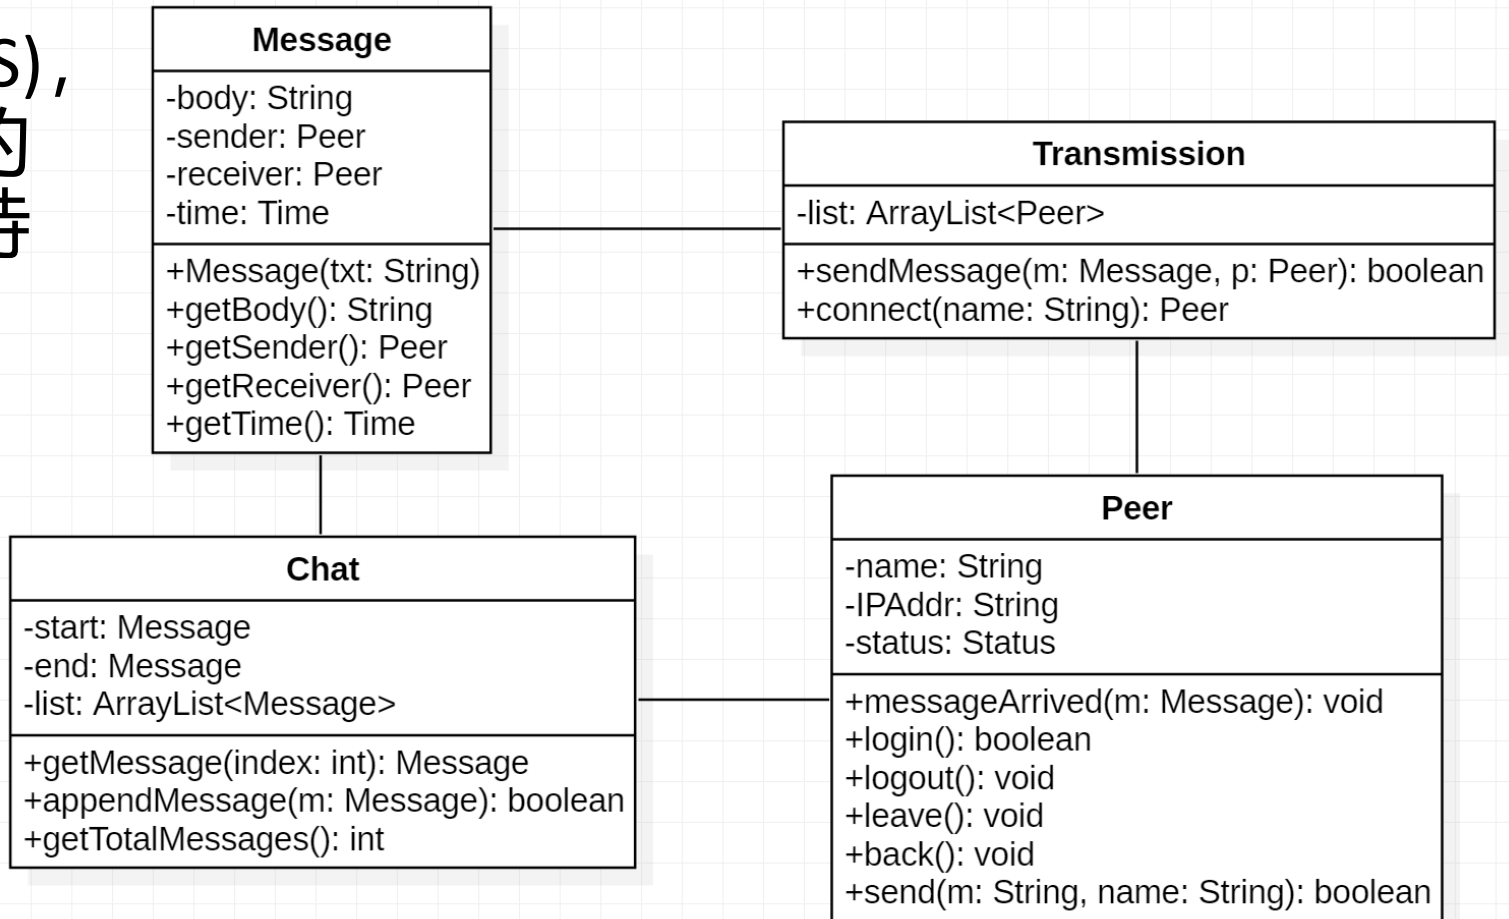 S),
的
持
Message
-body: String
-sender: Peer
-receiver: Peer
-time: Time
+Message(txt: String)
+getBody(): String
+getSender(): Peer
+getReceiver(): Peer
+getTime(): Time
Transmission
-list: ArrayList<Peer>
+sendMessage(m: Message, p: Peer): boolean
+connect(name: String): Peer
Chat
-start: Message
-end: Message
-list: ArrayList<Message>
+getMessage(index: int): Message
+appendMessage(m: Message): boolean
+getTotalMessages(): int
Peer
-name: String
-IPAddr: String
-status: Status
+messageArrived(m: Message): void
+login(): boolean
+logout(): void
+leave(): void
+back(): void
+send(m: String, name: String): boolean